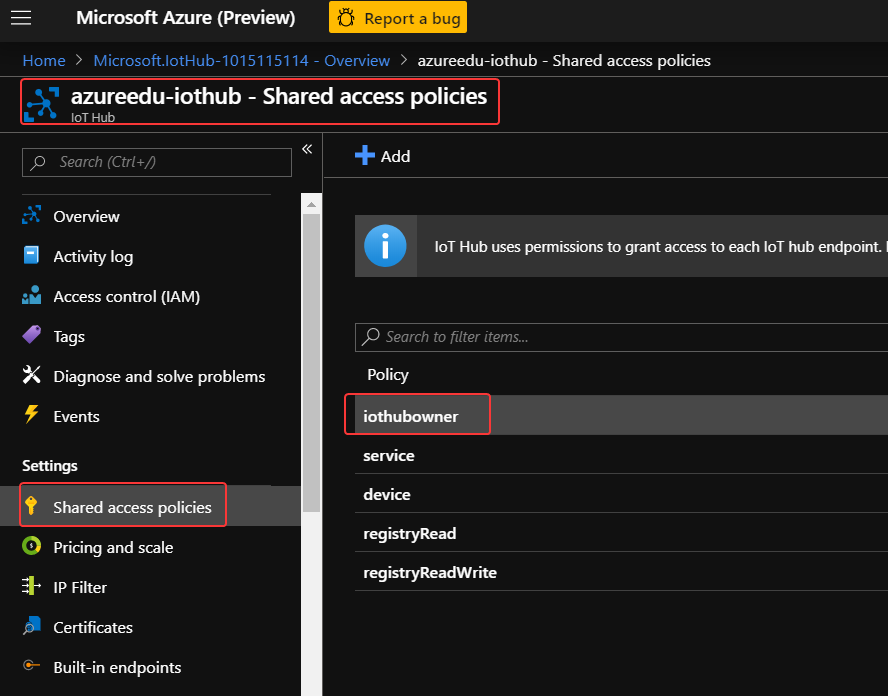 Microsoft Azure (Preview)
Report a bug
Home > Microsoft.IotHub-1015115114 - Overview > azureedu-iothub - Shared access policies
azureedu-iothub - Shared access policies
IoT Hub
Search (Ctrl+/)
«
Overview
Activity log
Access control (IAM)
Tags
Diagnose and solve problems
Events
Settings
Shared access policies
Pricing and scale
IP Filter
Certificates
Built-in endpoints
Add
IoT Hub uses permissions to grant access to each IoT hub endpoint.
Search to filter items...
Policy
iothubowner
service
device
registryRead
registryReadWrite